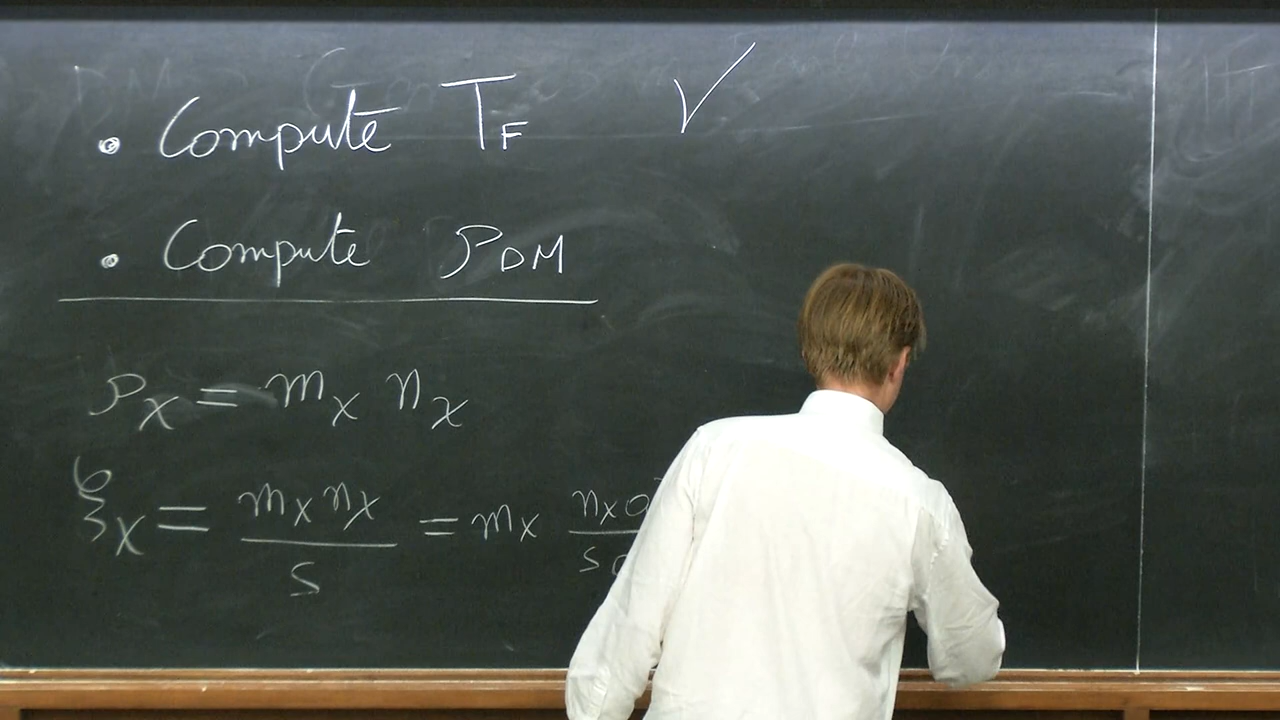 • Compute T_F ✓
• Compute ρ_DM
ρ_χ = m_χ n_χ
ξ_χ = m_χ n_χ / s = m_χ n_χ a / s